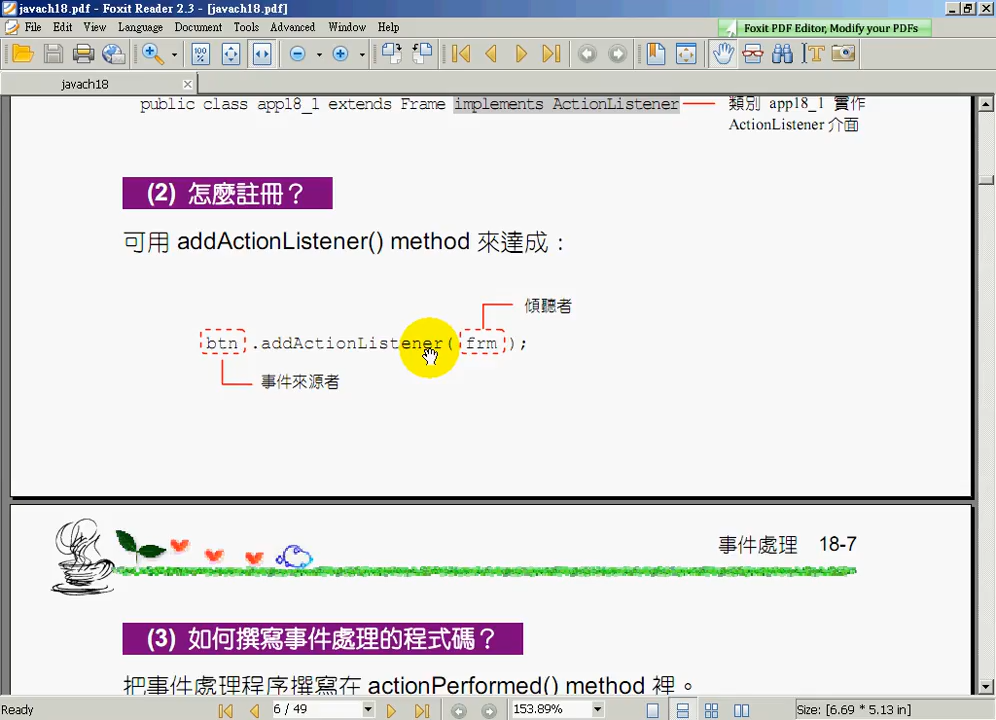 javach18.pdf - Foxit Reader 2.3 - [javach18.pdf]
File Edit View Language Document Tools Advanced Window Help
Foxit PDF Editor, Modify your PDFs
javach18
public class app18_1 extends Frame implements ActionListener
類別 app18_1 實作
ActionListener 介面
(2) 怎麼註冊？
可用 addActionListener() method 來達成：
傾聽者
btn .addActionListener( frm );
事件來源者
事件處理 18-7
(3) 如何撰寫事件處理的程式碼？
把事件處理程序撰寫在 actionPerformed() method 裡。
Ready
6 / 49
153.89%
Size: [6.69 * 5.13 in]